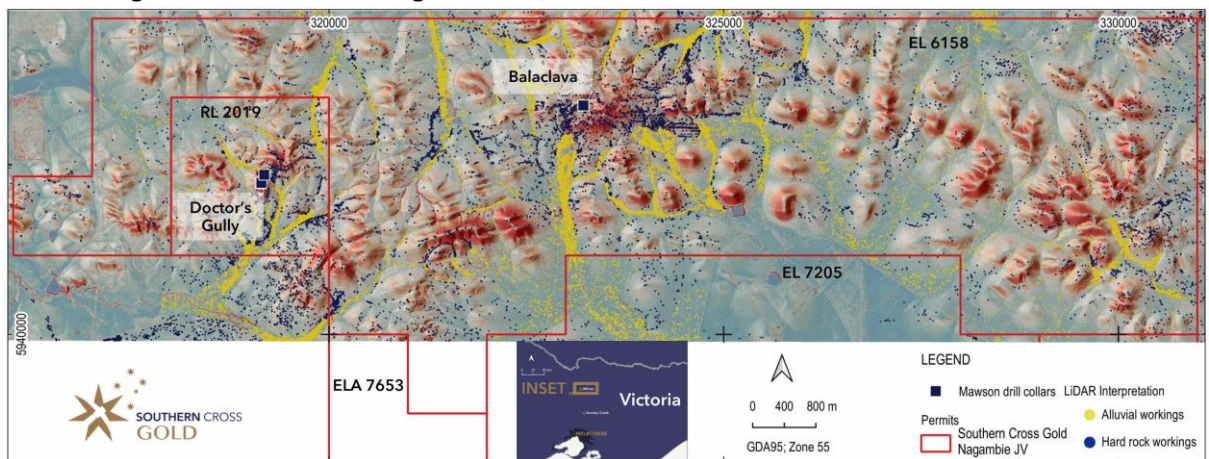 320000
325000
330000
EL 6158
Balaclava
RL 2019
Doctor's
Gully
EL 7205
5940000
ELA 7653
INSET
Victoria
SOUTHERN CROSS
GOLD
0 400 800 m
GDA95; Zone 55
LEGEND
Mawson drill collars
LiDAR Interpretation
Alluvial workings
Hard rock workings
Permits
Southern Cross Gold
Nagambie JV